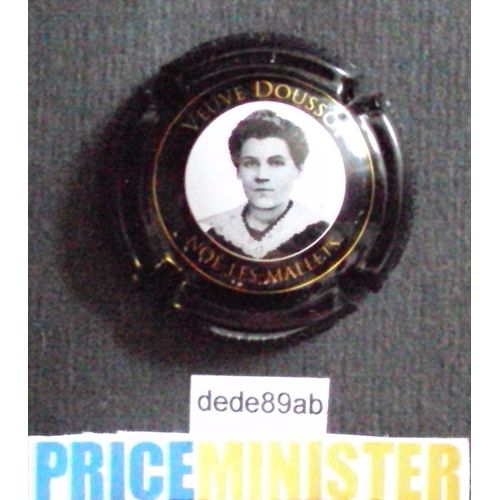 VEUVE DOUSSOT
NOË LES MALLETS
dede89ab
PRICEMINISTER